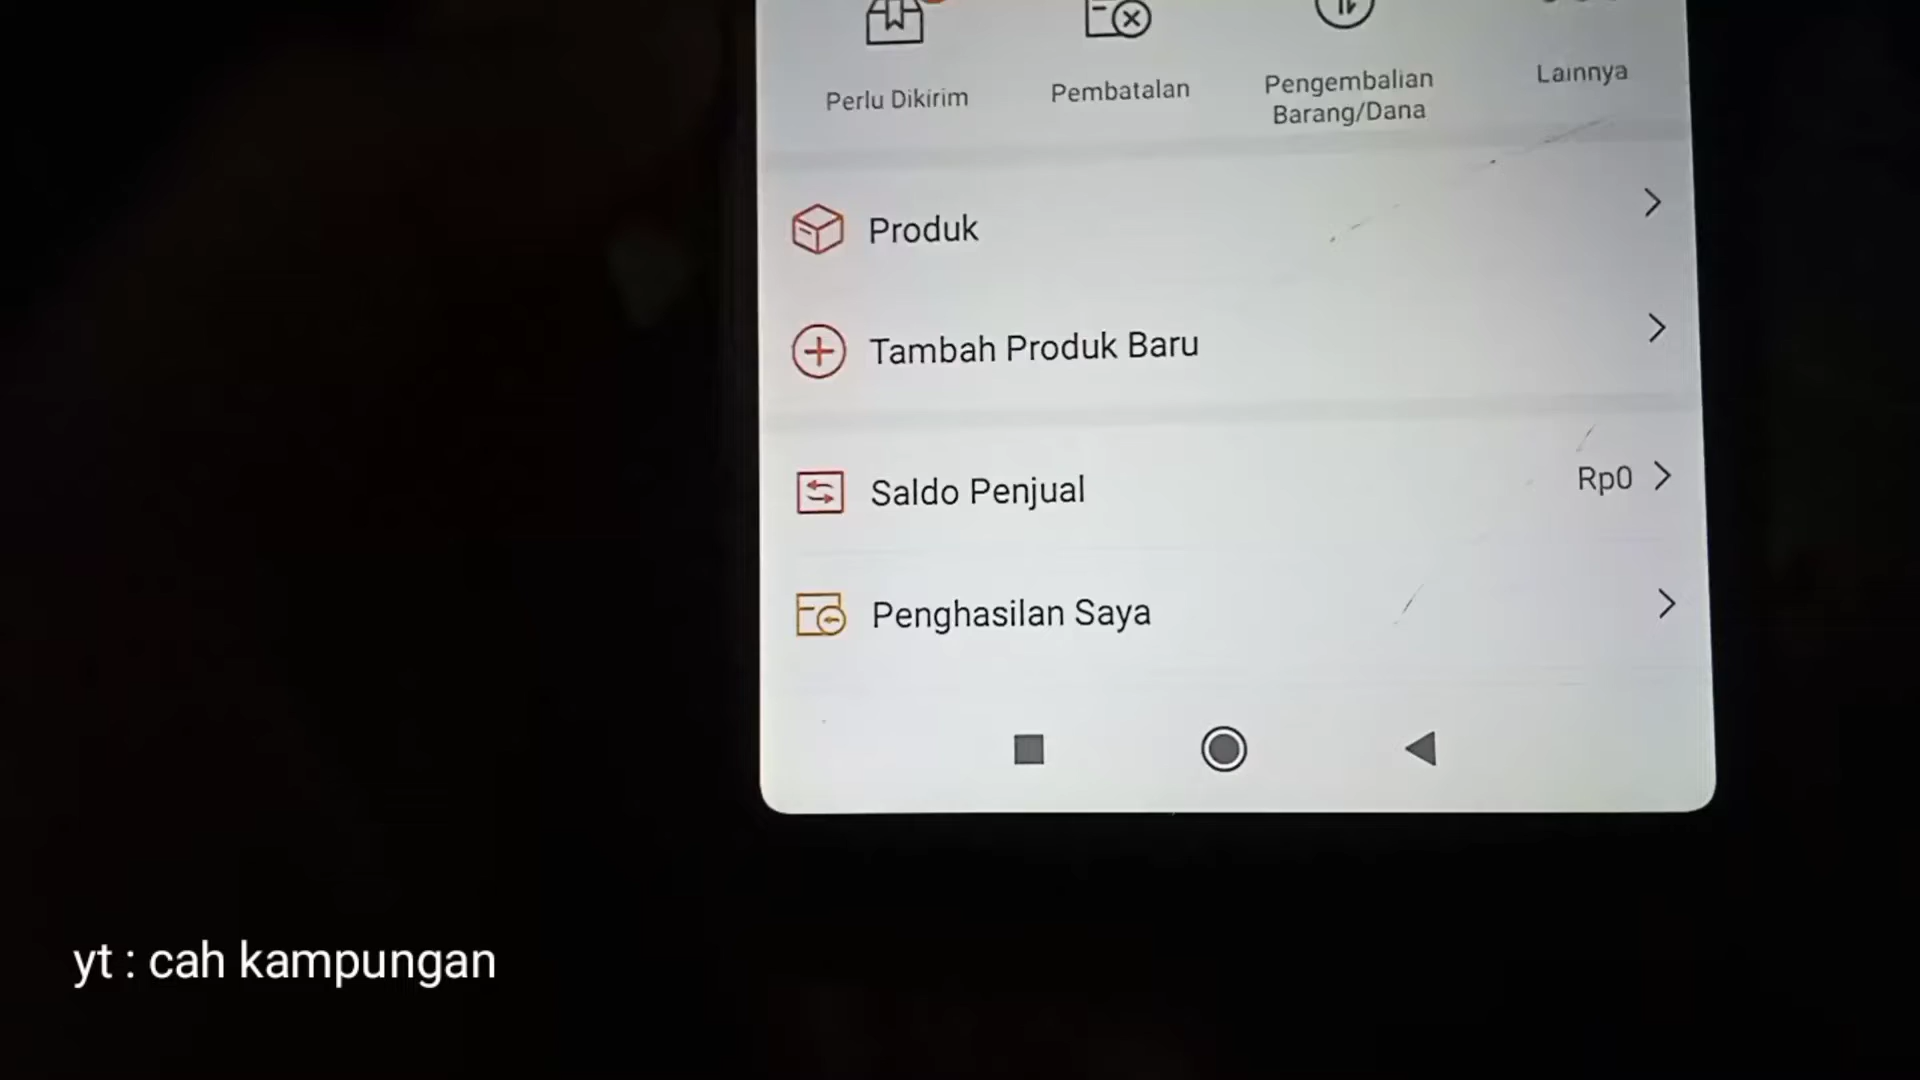 Perlu Dikirim
Pembatalan
Pengembalian
Barang/Dana
Lainnya
Produk
Tambah Produk Baru
Saldo Penjual
Rp0
Penghasilan Saya
yt : cah kampungan